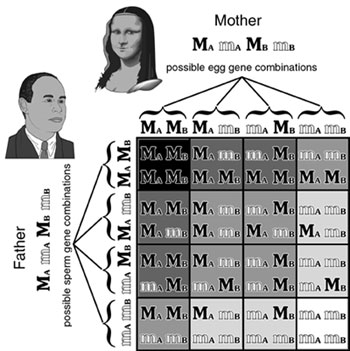 Mother
MA mA MB mB
possible egg gene combinations
MA MB MA mB mA MB mA mB
Father
MA mA MB mB
possible sperm gene combinations
MA MB
MA MB MA mB mA MB mA mB
MA MB MA MB MA MB MA MB
MA mB
MA MB MA mB mA MB mA mB
MA mB MA mB MA mB MA mB
mA MB
MA MB MA mB mA MB mA mB
mA MB mA MB mA MB mA MB
mA mB
MA MB MA mB mA MB mA mB
mA mB mA mB mA mB mA mB